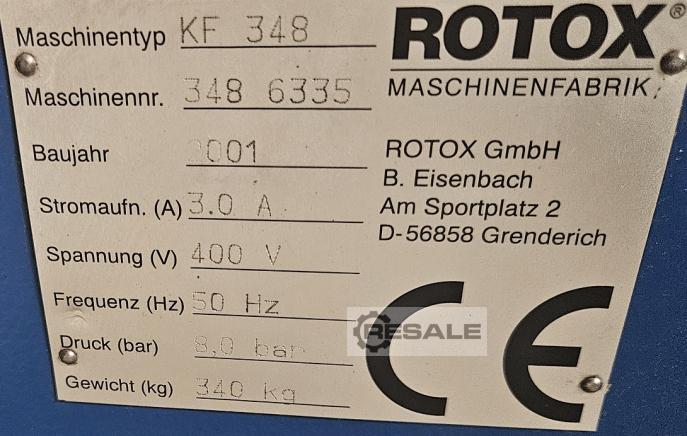 Maschinentyp KF 348
Maschinennr. 348 6335
Baujahr 2001
Stromaufn. (A) 3.0 A
Spannung (V) 400 V
Frequenz (Hz) 50 Hz
Druck (bar) 8,0 bar
Gewicht (kg) 340 kg
ROTOX®
MASCHINENFABRIK
ROTOX GmbH
B. Eisenbach
Am Sportplatz 2
D-56858 Grenderich
CE
RESALE